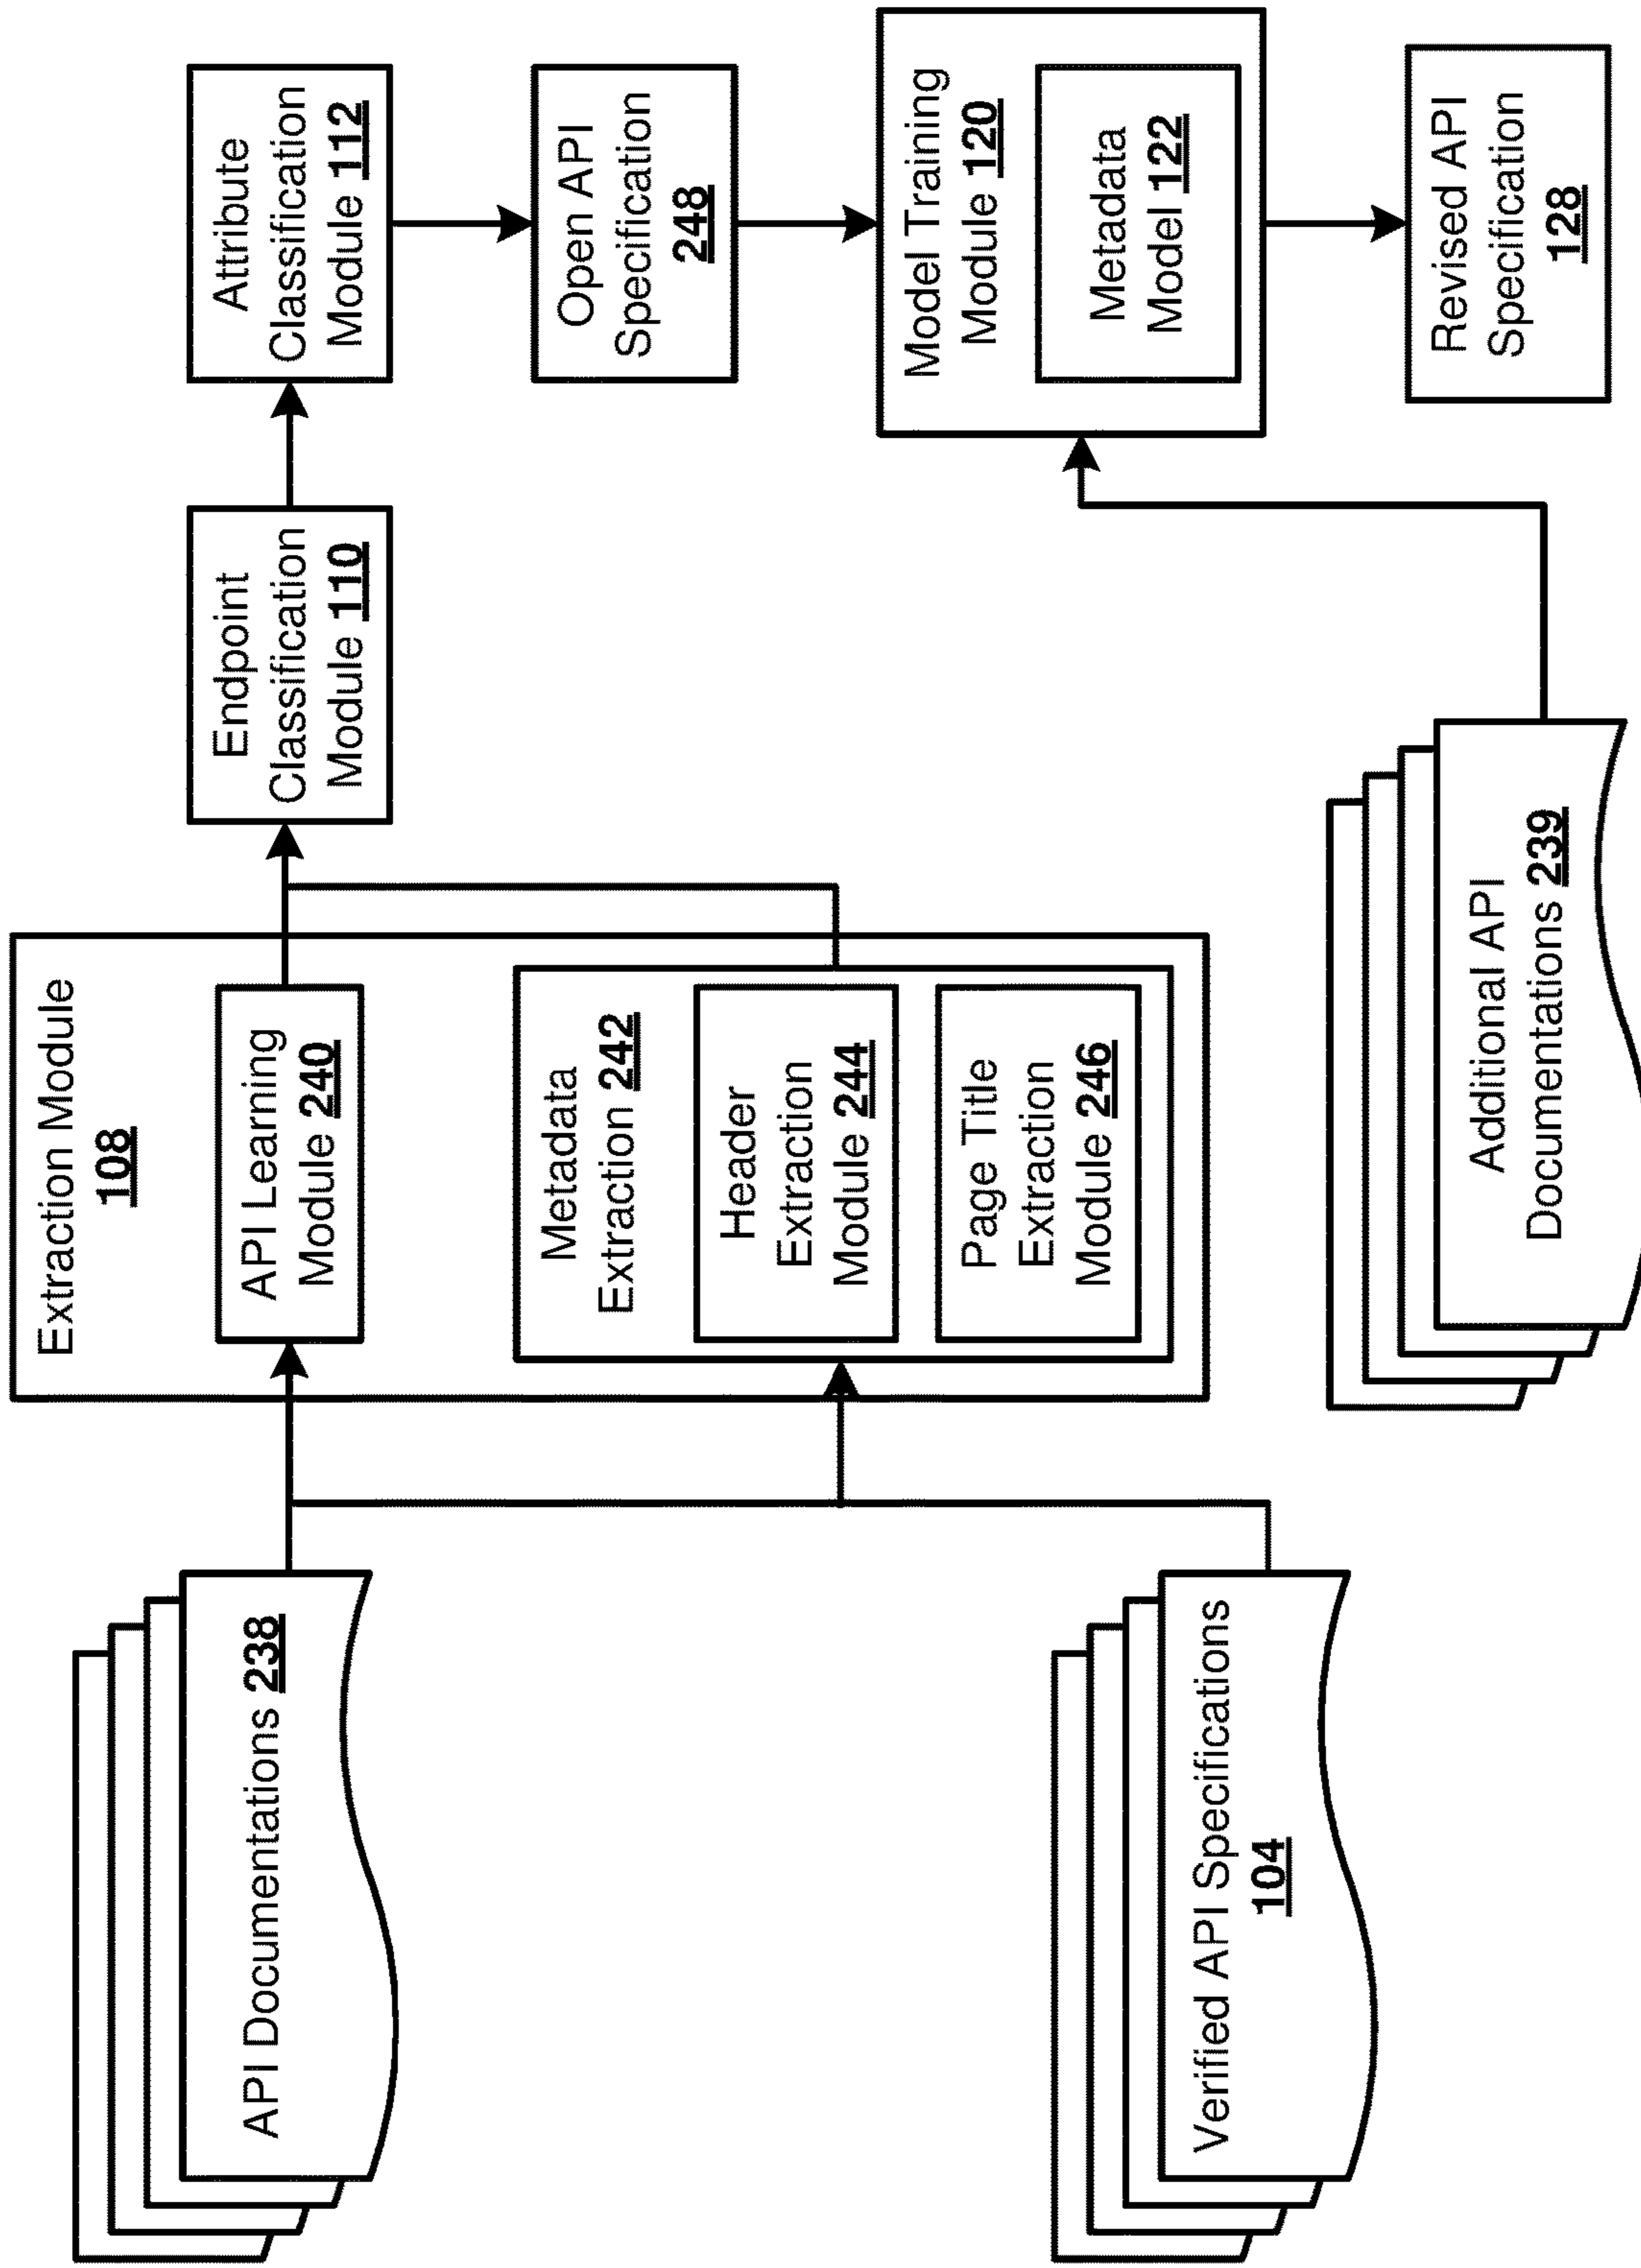 API Documentations 238
Verified API Specifications
104
Extraction Module
108
API Learning
Module 240
Metadata
Extraction 242
Header
Extraction
Module 244
Page Title
Extraction
Module 246
Additional API
Documentations 239
Endpoint
Classification
Module 110
Attribute
Classification
Module 112
Open API
Specification
248
Model Training
Module 120
Metadata
Model 122
Revised API
Specification
128